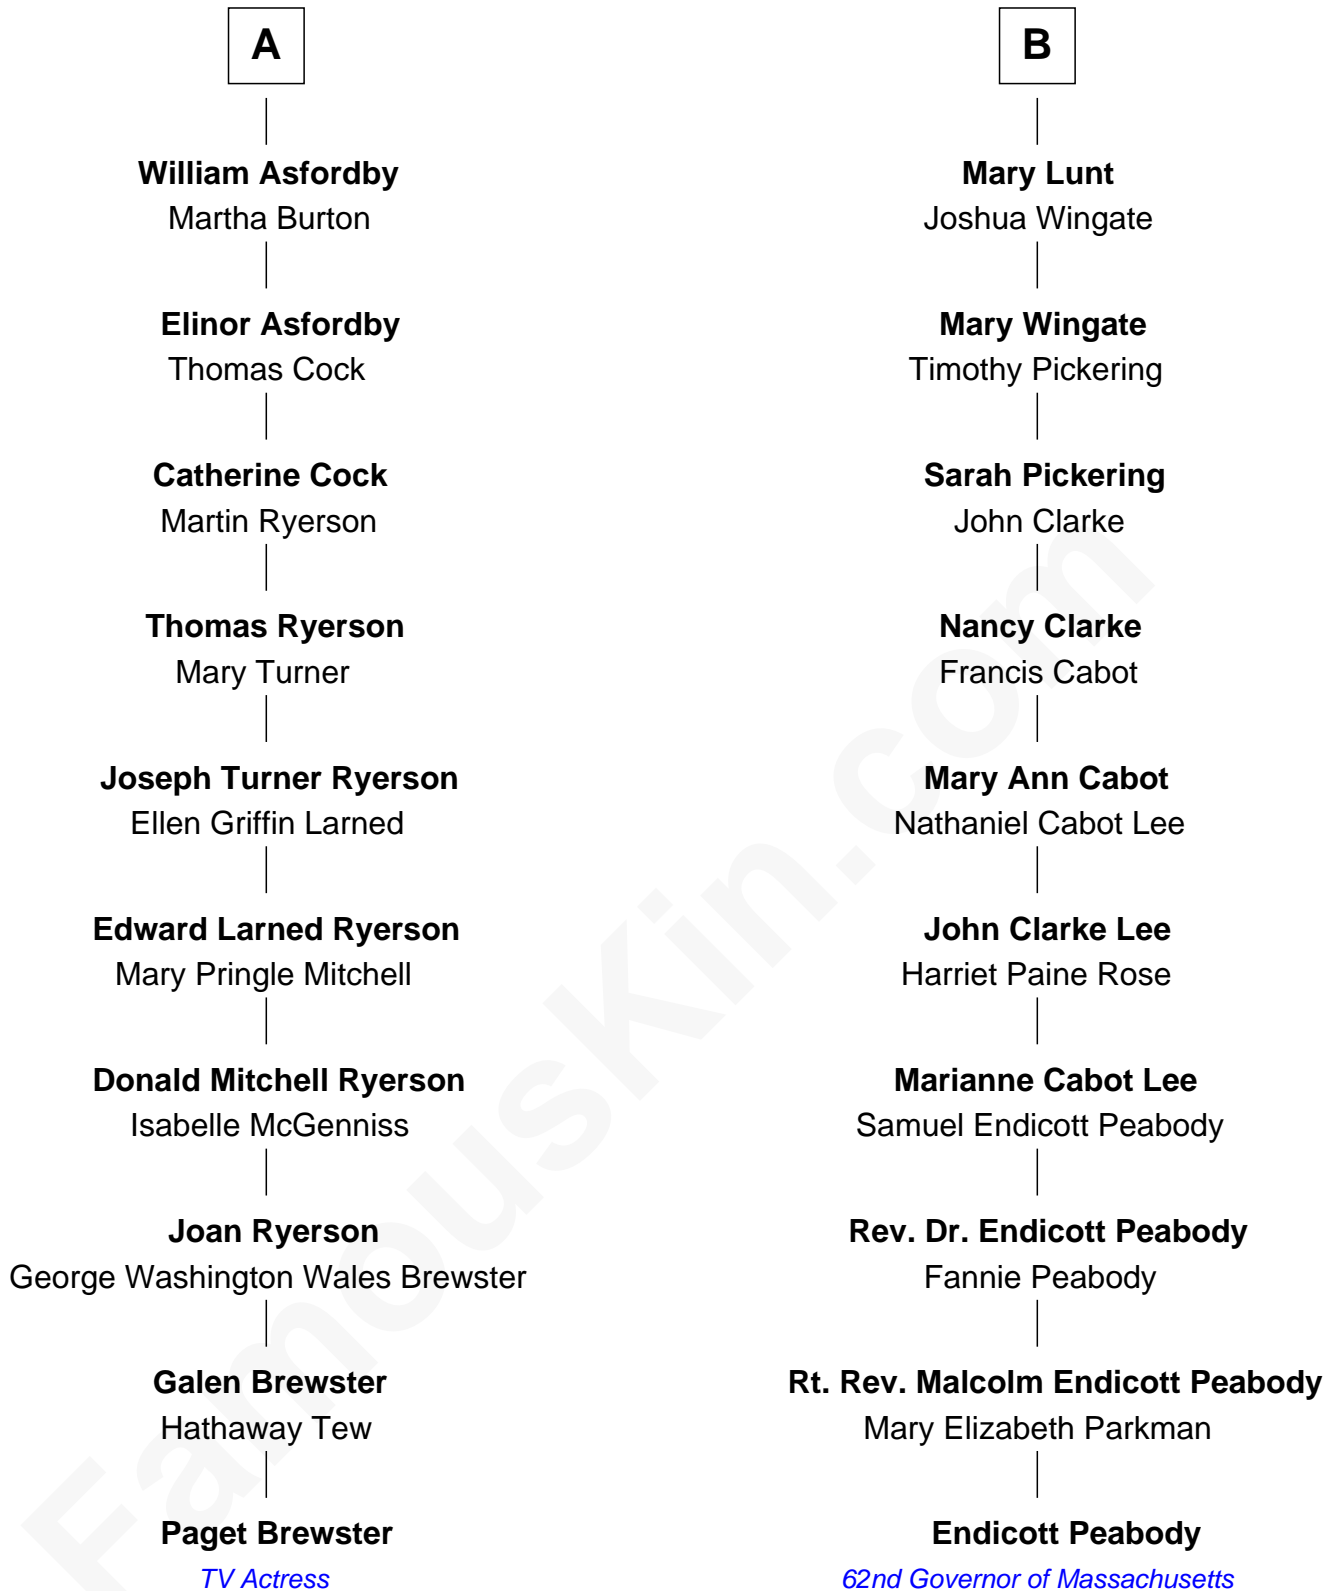 A
William Asfordby
Martha Burton
Elinor Asfordby
Thomas Cock
Catherine Cock
Martin Ryerson
Thomas Ryerson
Mary Turner
Joseph Turner Ryerson
Ellen Griffin Larned
Edward Larned Ryerson
Mary Pringle Mitchell
Donald Mitchell Ryerson
Isabelle McGenniss
Joan Ryerson
George Washington Wales Brewster
Galen Brewster
Hathaway Tew
Paget Brewster
TV Actress
B
Mary Lunt
Joshua Wingate
Mary Wingate
Timothy Pickering
Sarah Pickering
John Clarke
Nancy Clarke
Francis Cabot
Mary Ann Cabot
Nathaniel Cabot Lee
John Clarke Lee
Harriet Paine Rose
Marianne Cabot Lee
Samuel Endicott Peabody
Rev. Dr. Endicott Peabody
Fannie Peabody
Rt. Rev. Malcolm Endicott Peabody
Mary Elizabeth Parkman
Endicott Peabody
62nd Governor of Massachusetts
FamousKin.com